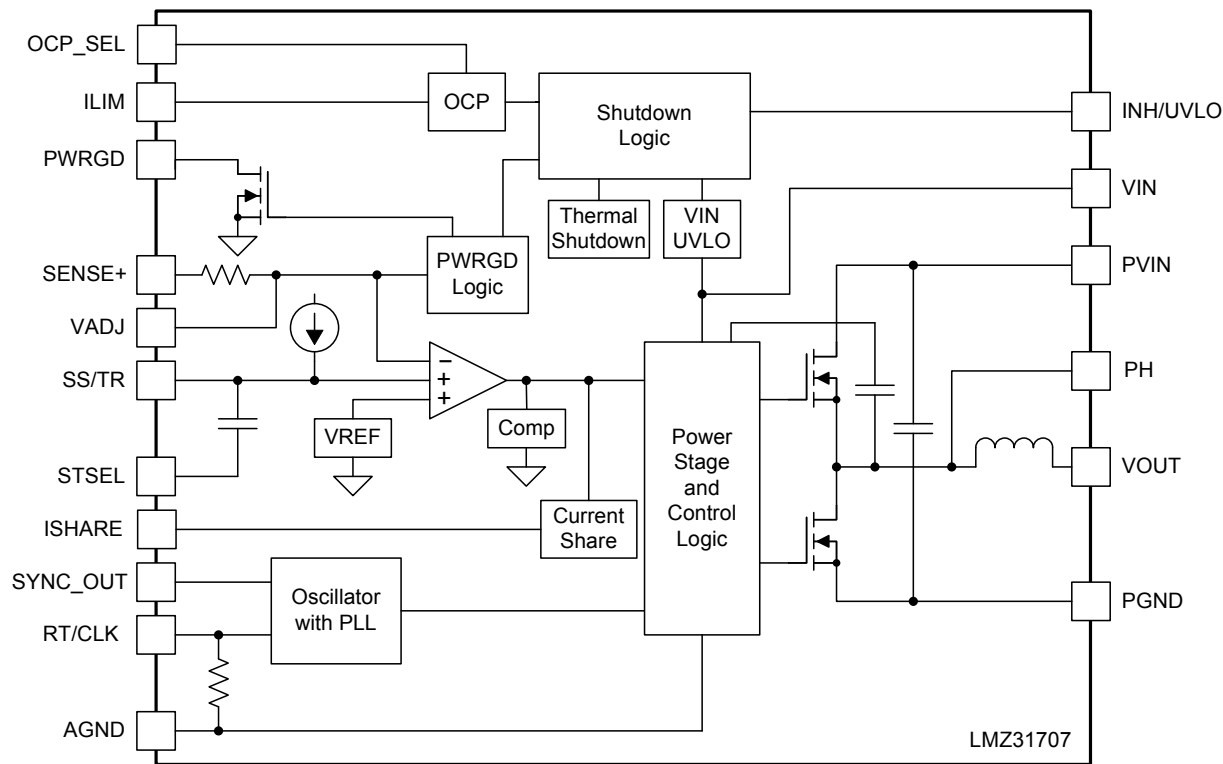 OCP_SEL
ILIM
PWRGD
SENSE+
VADJ
SS/TR
STSEL
ISHARE
SYNC_OUT
RT/CLK
AGND
OCP
Shutdown
Logic
Thermal
Shutdown
VIN
UVLO
PWRGD
Logic
VREF
Comp
Current
Share
Oscillator
with PLL
Power
Stage
and
Control
Logic
INH/UVLO
VIN
PVIN
PH
VOUT
PGND
LMZ31707
−
+
+